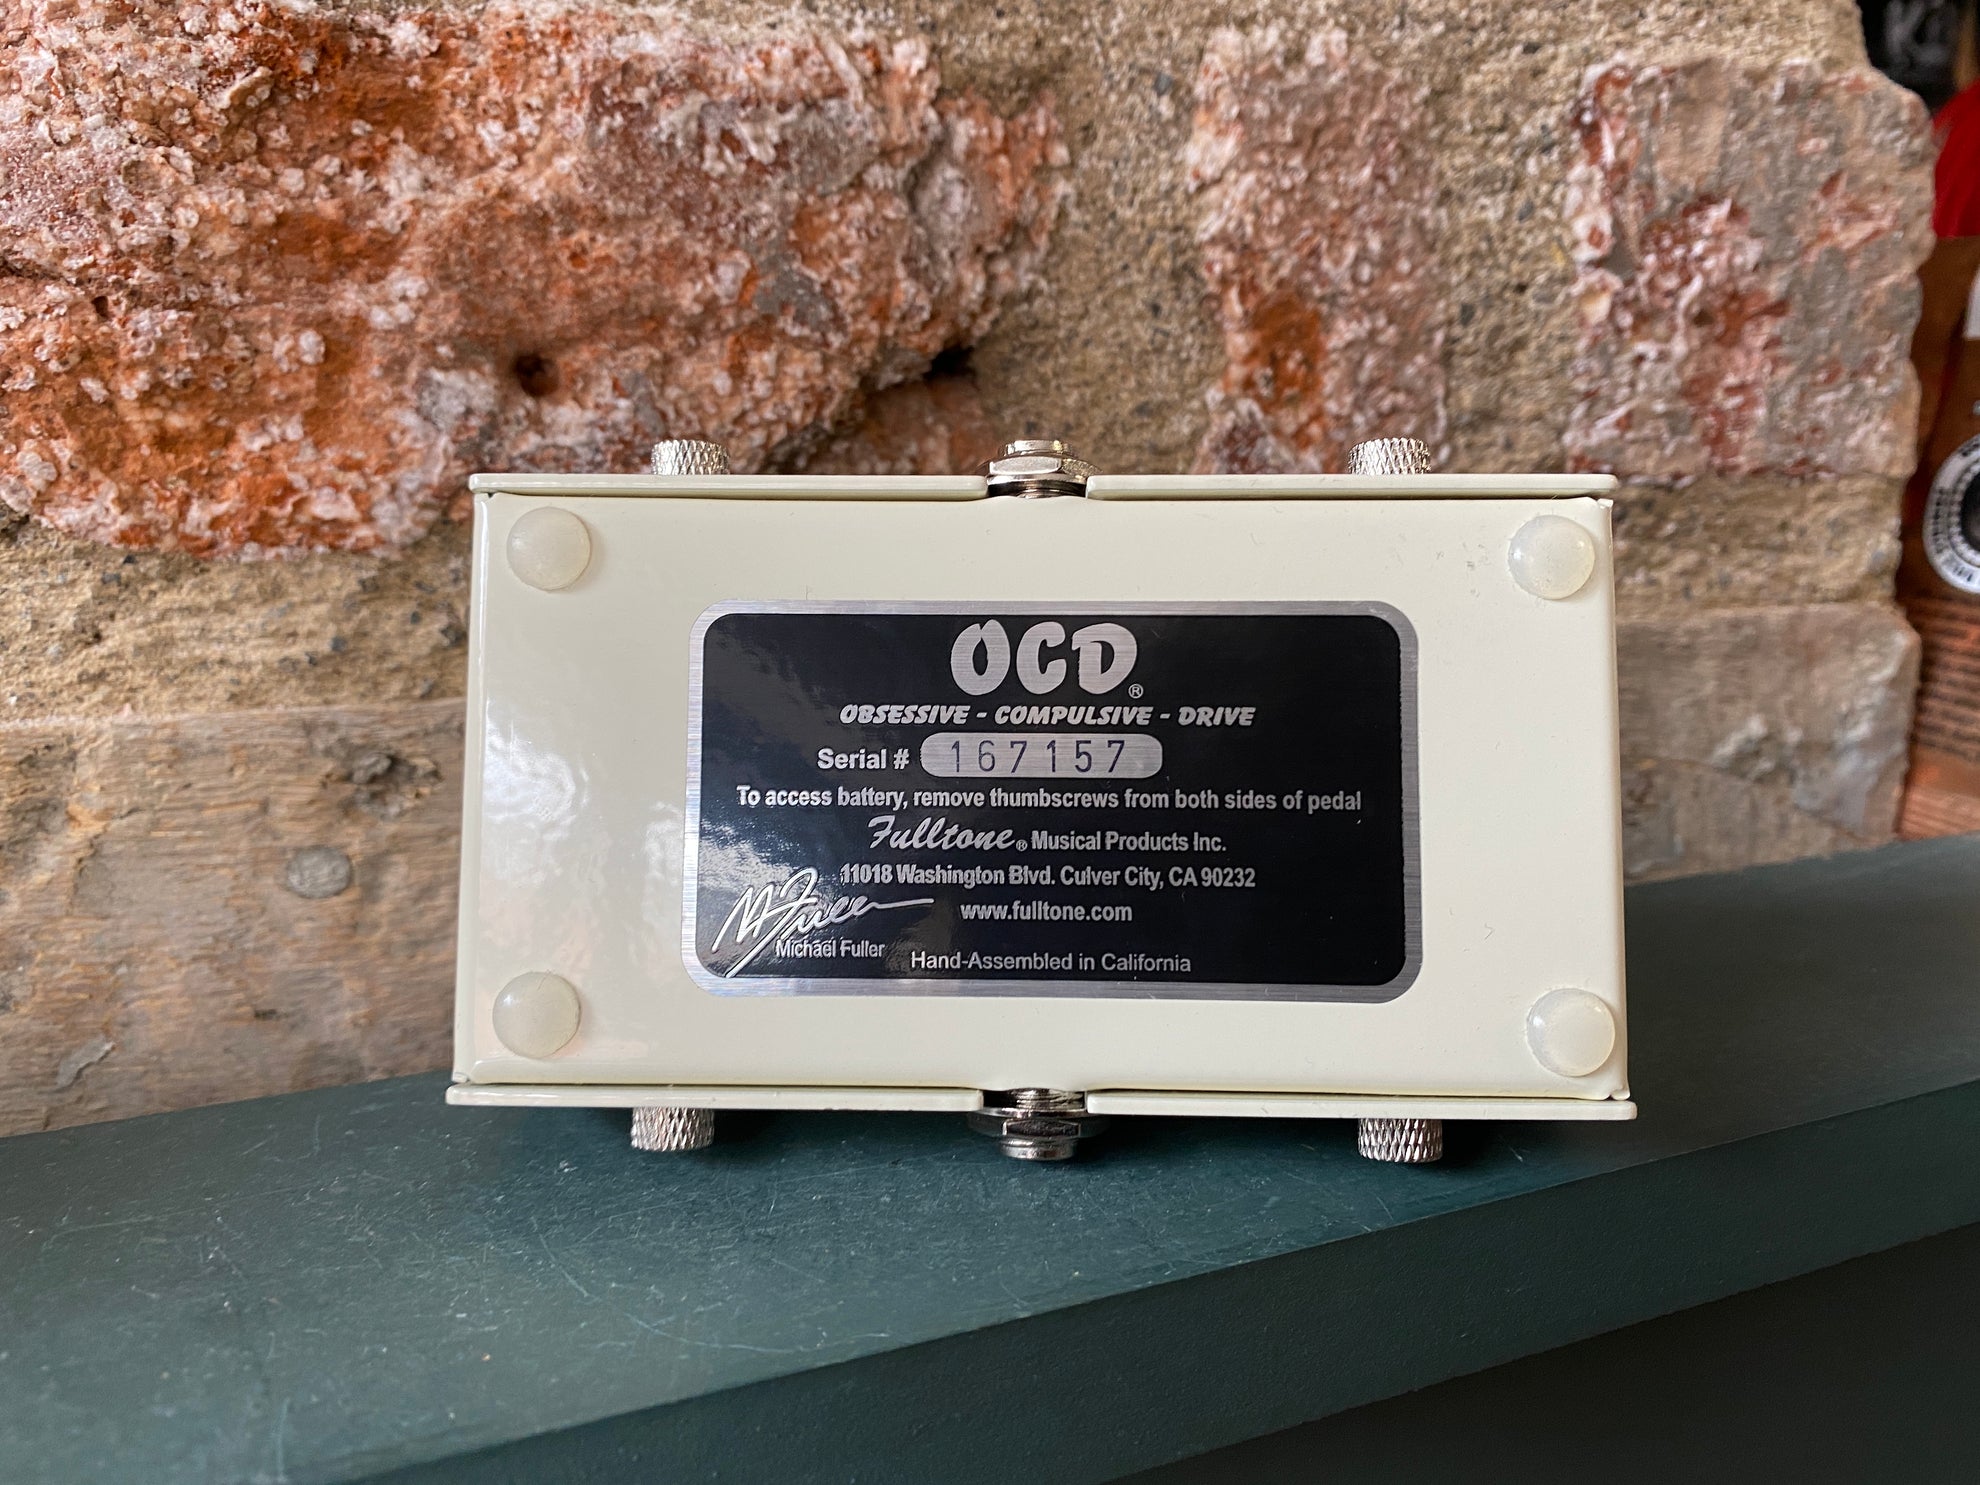 OCD®
OBSESSIVE - COMPULSIVE - DRIVE
Serial # 167157
To access battery, remove thumbscrews from both sides of pedal
Fulltone® Musical Products Inc.
11018 Washington Blvd. Culver City, CA 90232
www.fulltone.com
Michael Fuller
Hand-Assembled in California